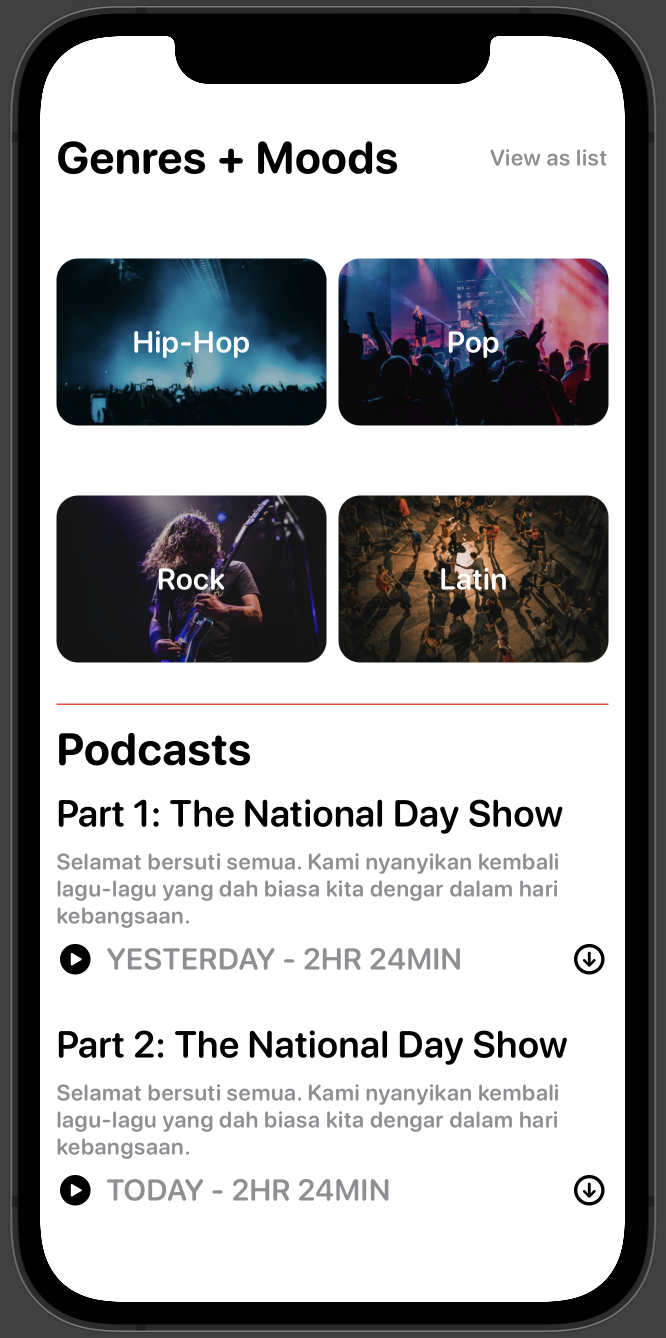 Genres + Moods
View as list
Hip-Hop
Pop
Rock
Latin
Podcasts
Part 1: The National Day Show
Selamat bersuti semua. Kami nyanyikan kembali
lagu-lagu yang dah biasa kita dengar dalam hari
kebangsaan.
YESTERDAY - 2HR 24MIN
Part 2: The National Day Show
Selamat bersuti semua. Kami nyanyikan kembali
lagu-lagu yang dah biasa kita dengar dalam hari
kebangsaan.
TODAY - 2HR 24MIN